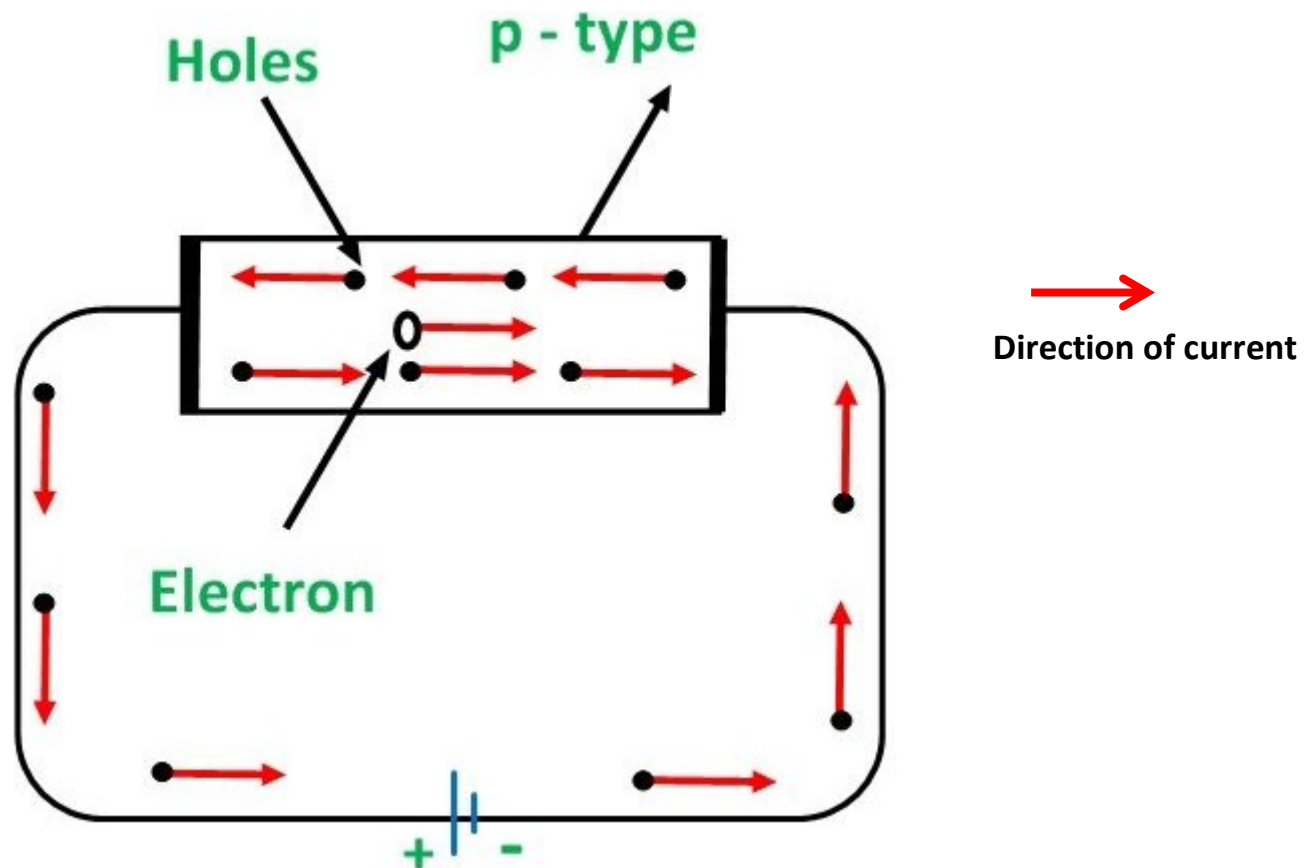 p - type
Holes
Direction of current
Electron
+ -